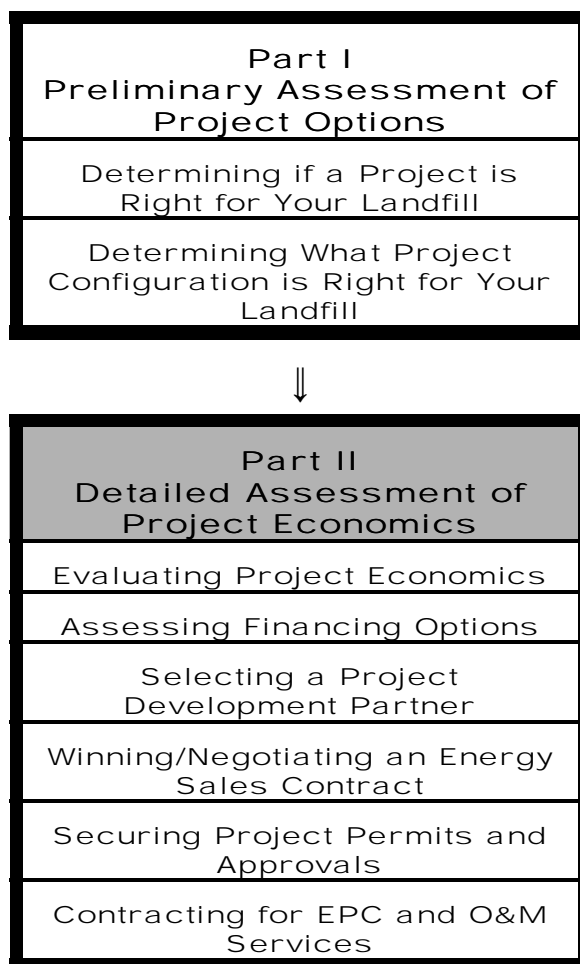 Part I
Preliminary Assessment of
Project Options
Determining if a Project is
Right for Your Landfill
Determining What Project
Configuration is Right for Your
Landfill
⇓
Part II
Detailed Assessment of
Project Economics
Evaluating Project Economics
Assessing Financing Options
Selecting a Project
Development Partner
Winning/Negotiating an Energy
Sales Contract
Securing Project Permits and
Approvals
Contracting for EPC and O&M
Services